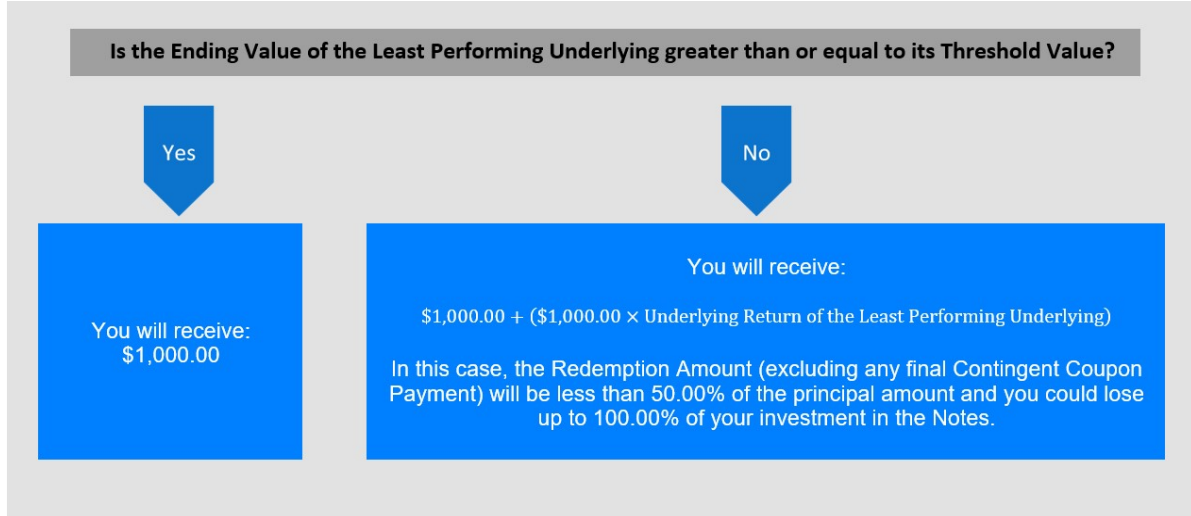 Is the Ending Value of the Least Performing Underlying greater than or equal to its Threshold Value?
Yes
No
You will receive:
$1,000.00
You will receive:
$1,000.00 + ($1,000.00 × Underlying Return of the Least Performing Underlying)
In this case, the Redemption Amount (excluding any final Contingent Coupon
Payment) will be less than 50.00% of the principal amount and you could lose
up to 100.00% of your investment in the Notes.